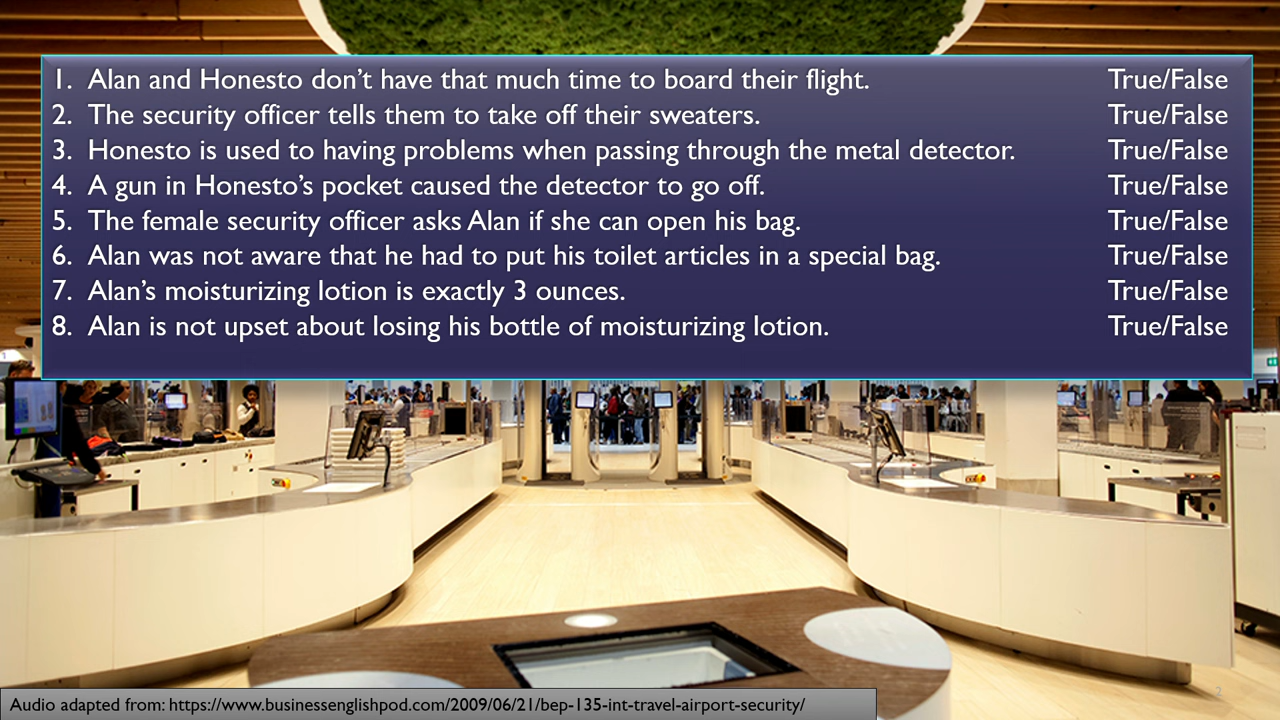 1. Alan and Honesto don’t have that much time to board their flight. True/False
2. The security officer tells them to take off their sweaters. True/False
3. Honesto is used to having problems when passing through the metal detector. True/False
4. A gun in Honesto’s pocket caused the detector to go off. True/False
5. The female security officer asks Alan if she can open his bag. True/False
6. Alan was not aware that he had to put his toilet articles in a special bag. True/False
7. Alan’s moisturizing lotion is exactly 3 ounces. True/False
8. Alan is not upset about losing his bottle of moisturizing lotion. True/False
2
Audio adapted from: https://www.businessenglishpod.com/2009/06/21/bep-135-int-travel-airport-security/